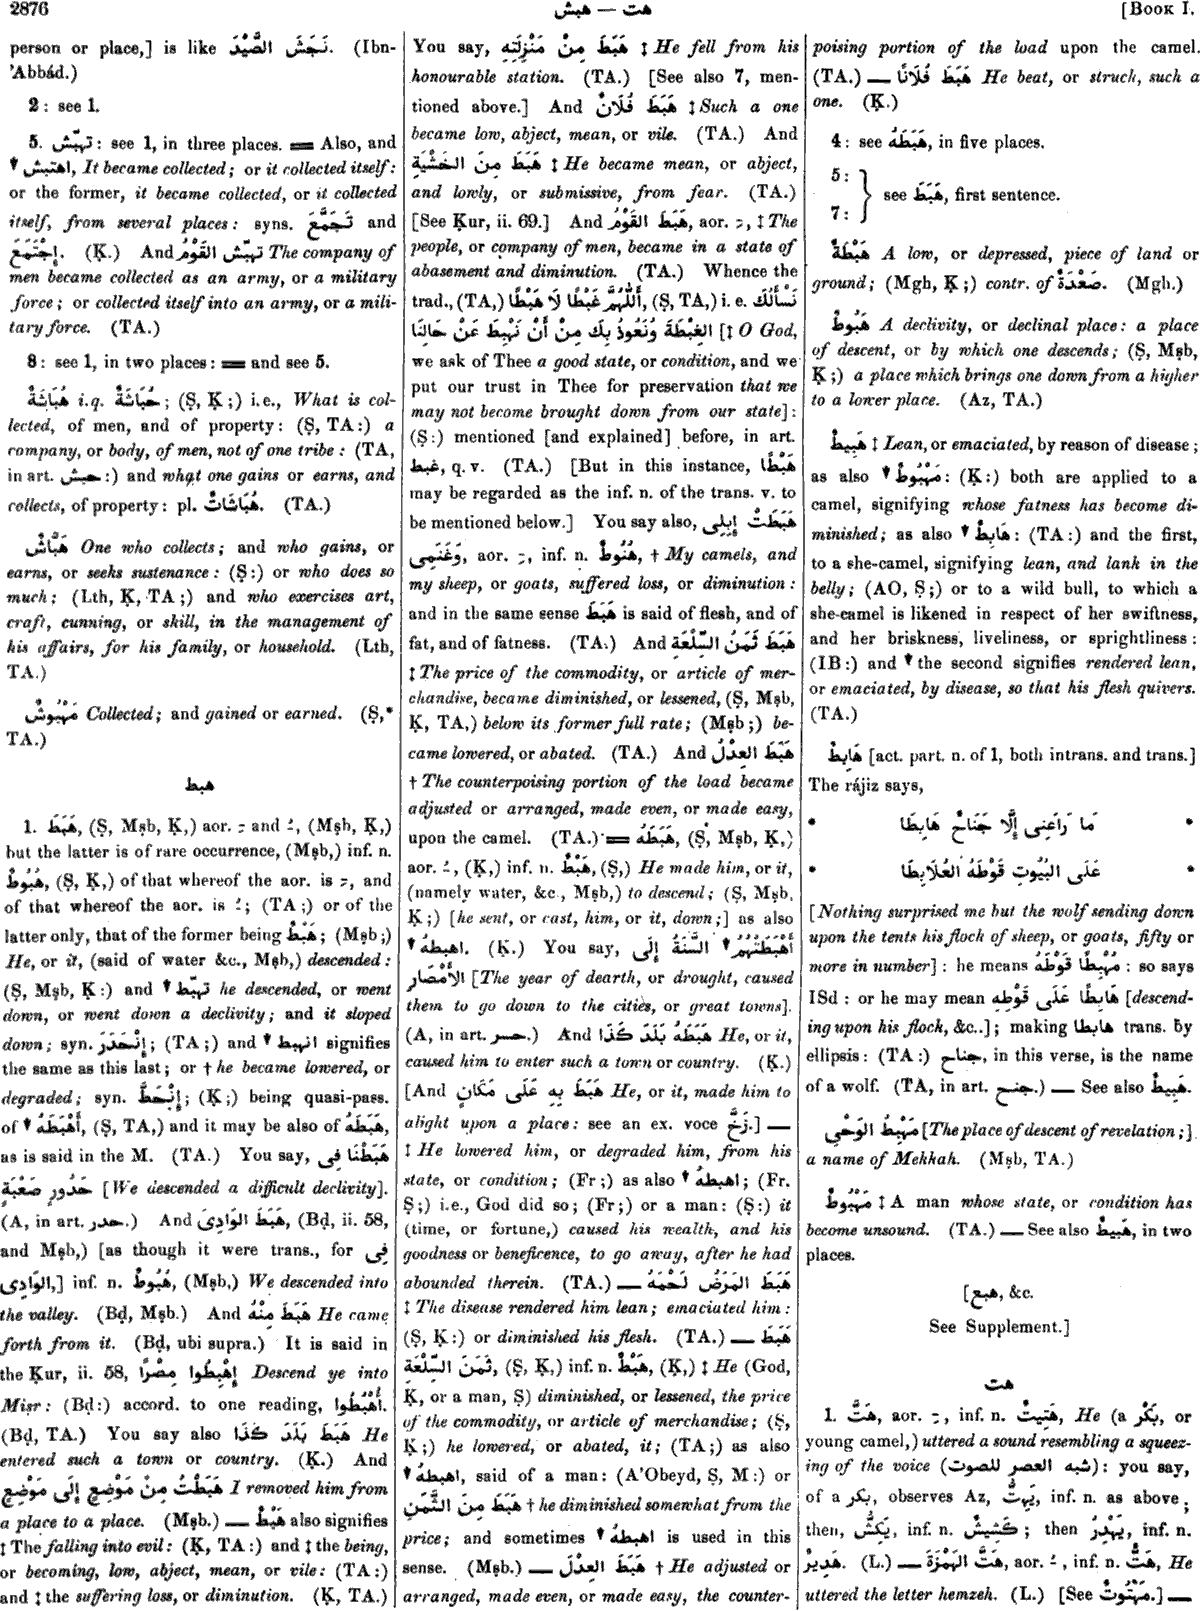 2876
هت — هبش
[BOOK I.
person or place,] is like نَجَشَ الصَّيْدَ. (Ibn-
'Abbád.)
2: see 1.
5. تهبّش: see 1, in three places. = Also, and
▼ اهتبش, It became collected; or it collected itself:
or the former, it became collected, or it collected
itself, from several places: syns. تَجَمَّعَ and
إِجْتَمَعَ. (Ḳ.) And تهبّش القَوْمُ The company of
men became collected as an army, or a military
force; or collected itself into an army, or a mili-
tary force. (TA.)
8: see 1, in two places: = and see 5.
هُبَاشَةٌ i.q. حُبَاشَةٌ; (Ṣ, Ḳ;) i.e., What is col-
lected, of men, and of property: (Ṣ, TA:) a
company, or body, of men, not of one tribe: (TA,
in art. حبش:) and what one gains or earns, and
collects, of property: pl. هُبَاشَاتٌ. (TA.)
هَبَّاشٌ One who collects; and who gains, or
earns, or seeks sustenance: (Ṣ:) or who does so
much; (Lth, Ḳ, TA;) and who exercises art,
craft, cunning, or skill, in the management of
his affairs, for his family, or household. (Lth,
TA.)
مَهْبُوشٌ Collected; and gained or earned. (Ṣ,*
TA.)
هبط
1. هَبَطَ, (Ṣ, Mṣb, Ḳ,) aor. ـِ and ـُ, (Mṣb, Ḳ,)
but the latter is of rare occurrence, (Mṣb,) inf. n.
هُبُوطٌ, (Ṣ, Ḳ,) of that whereof the aor. is ـِ, and
of that whereof the aor. is ـُ; (TA;) or of the
latter only, that of the former being هَبْطٌ; (Mṣb;)
He, or it, (said of water &c., Mṣb,) descended:
(Ṣ, Mṣb, Ḳ:) and ▼ تهبّط he descended, or went
down, or went down a declivity; and it sloped
down; syn. إِنْحَدَرَ; (TA;) and ▼ انهبط signifies
the same as this last; or † he became lowered, or
degraded; syn. إِنْحَطَّ; (Ḳ;) being quasi-pass.
of ▼ أَهْبَطَهُ, (Ṣ, TA,) and it may be also of هَبَطَهُ,
as is said in the M. (TA.) You say, هَبَطْنَا فِى
حَدُورٍ صَعْبَةٍ [We descended a difficult declivity].
(A, in art. حدر.) And هَبَطَ الوَادِىَ, (Bḍ, ii. 58,
and Mṣb,) [as though it were trans., for فِى
الوَادِى,] inf. n. هُبُوطٌ, (Mṣb,) We descended into
the valley. (Bḍ, Mṣb.) And هَبَطَ مِنْهُ He came
forth from it. (Bḍ, ubi supra.) It is said in
the Ḳur, ii. 58, إِهْبِطُوا مِصْرًا Descend ye into
Misr: (Bḍ:) accord. to one reading, أُهْبُطُوا.
(Bḍ, TA.) You say also هَبَطَ بَلَدَ كَذَا He
entered such a town or country. (Ḳ.) And
هَبَطْتُ مِنْ مَوْضِعٍ إِلَى مَوْضِعٍ I removed him from
a place to a place. (Mṣb.) — هَبْطٌ also signifies
‡ The falling into evil: (Ḳ, TA:) and ‡ the being,
or becoming, low, abject, mean, or vile: (TA:)
and ‡ the suffering loss, or diminution. (Ḳ, TA.)
You say, هَبَطَ مِنْ مَنْزِلَتِهِ ‡ He fell from his
honourable station. (TA.) [See also 7, men-
tioned above.] And هَبَطَ فُلَانٌ ‡ Such a one
became low, abject, mean, or vile. (TA.) And
هَبَطَ مِنَ الخَشْيَةِ ‡ He became mean, or abject,
and lowly, or submissive, from fear. (TA.)
[See Ḳur, ii. 69.] And هَبَطَ القَوْمُ, aor. ـِ, ‡ The
people, or company of men, became in a state of
abasement and diminution. (TA.) Whence the
trad., (TA,) أَللّٰهُمَّ غَبْطًا لَا هَبْطًا, (Ṣ, TA,) i. e. نَسْأَلُكَ
الغِبْطَةَ وَنَعُوذُ بِكَ مِنْ أَنْ نَهْبِطَ عَنْ حَالِنَا [‡ O God,
we ask of Thee a good state, or condition, and we
put our trust in Thee for preservation that we
may not become brought down from our state]:
(Ṣ:) mentioned [and explained] before, in art.
غبط, q. v. (TA.) [But in this instance, هَبْطًا
may be regarded as the inf. n. of the trans. v. to
be mentioned below.] You say also, هَبَطَتْ إِبِلِى
وَغَنَمِى, aor. ـِ, inf. n. هُبُوطٌ, † My camels, and
my sheep, or goats, suffered loss, or diminution:
and in the same sense هَبَطَ is said of flesh, and of
fat, and of fatness. (TA.) And هَبَطَ ثَمَنُ السِّلْعَةِ
‡ The price of the commodity, or article of mer-
chandise, became diminished, or lessened, (Ṣ, Mṣb,
Ḳ, TA,) below its former full rate; (Mṣb;) be-
came lowered, or abated. (TA.) And هَبَطَ العِدْلُ
† The counterpoising portion of the load became
adjusted or arranged, made even, or made easy,
upon the camel. (TA.) = هَبَطَهُ, (Ṣ, Mṣb, Ḳ,)
aor. ـُ, (Ḳ,) inf. n. هَبْطٌ, (Ṣ,) He made him, or it,
(namely water, &c., Mṣb,) to descend; (Ṣ, Mṣb,
Ḳ;) [he sent, or cast, him, or it, down;] as also
▼ اهبطهُ. (Ḳ.) You say, أَهْبَطَتْهُمُ ▼ السَّنَةُ إِلَى
الأَمْصَارِ [The year of dearth, or drought, caused
them to go down to the cities, or great towns].
(A, in art. حسر.) And هَبَطَهُ بَلَدَ كَذَا He, or it,
caused him to enter such a town or country. (Ḳ.)
[And هَبَطَ بِهِ عَلَى مَكَانٍ He, or it, made him to
alight upon a place: see an ex. voce زَخَّ.] —
‡ He lowered him, or degraded him, from his
state, or condition; (Fr;) as also ▼ اهبطهُ; (Fr.
Ṣ;) i.e., God did so; (Fr;) or a man: (Ṣ:) it
(time, or fortune,) caused his wealth, and his
goodness or beneficence, to go away, after he had
abounded therein. (TA.) — هَبَطَ المَرَضُ لَحْمَهُ
‡ The disease rendered him lean; emaciated him:
(Ṣ, Ḳ:) or diminished his flesh. (TA.) — هَبَطَ
ثَمَنَ السِّلْعَةِ, (Ṣ, Ḳ,) inf. n. هَبْطٌ, (Ḳ,) ‡ He (God,
Ḳ, or a man, Ṣ) diminished, or lessened, the price
of the commodity, or article of merchandise; (Ṣ,
Ḳ;) he lowered, or abated, it; (TA;) as also
▼ اهبطهُ, said of a man: (A'Obeyd, Ṣ, M:) or
هَبَطَ مِنَ الثَّمَنِ † he diminished somewhat from the
price; and sometimes ▼ اهبطهُ is used in this
sense. (Mṣb.) — هَبَطَ العِدْلَ † He adjusted or
arranged, made even, or made easy, the counter-
poising portion of the load upon the camel.
(TA.) — هَبَطَ فُلَانًا He beat, or struck, such a
one. (Ḳ.)
4: see هَبَطَهُ, in five places.
5:
7: } see هَبَطَ, first sentence.
هَبْطَةٌ A low, or depressed, piece of land or
ground; (Mgh, Ḳ;) contr. of صَعْدَةٌ. (Mgh.)
هَبُوطٌ A declivity, or declinal place: a place
of descent, or by which one descends; (Ṣ, Mṣb,
Ḳ;) a place which brings one down from a higher
to a lower place. (Az, TA.)
هَبِيطٌ ‡ Lean, or emaciated, by reason of disease;
as also ▼ مَهْبُوطٌ: (Ḳ:) both are applied to a
camel, signifying whose fatness has become di-
minished; as also ▼ هَابِطٌ: (TA:) and the first,
to a she-camel, signifying lean, and lank in the
belly; (AO, Ṣ;) or to a wild bull, to which a
she-camel is likened in respect of her swiftness,
and her briskness, liveliness, or sprightliness:
(IB:) and ▼ the second signifies rendered lean,
or emaciated, by disease, so that his flesh quivers.
(TA.)
هَابِطٌ [act. part. n. of 1, both intrans. and trans.]
The rájiz says,
* مَا رَاعَنِى إِلَّا جَنَاحٌ هَابِطَا *
* عَلَى البُيُوتِ قَوْطَهُ العُلَابِطَا *
[Nothing surprised me but the wolf sending down
upon the tents his flock of sheep, or goats, fifty or
more in number]: he means مُهْبِطًا قَوْطَهُ: so says
ISd: or he may mean هَابِطًا عَلَى قَوْطِهِ [descend-
ing upon his flock, &c..]; making هابطا trans. by
ellipsis: (TA:) جناح, in this verse, is the name
of a wolf. (TA, in art. جنح.) — See also هَبِيطٌ.
مَهْبِطُ الوَحْىِ [The place of descent of revelation;]
a name of Mekkah. (Mṣb, TA.)
مَهْبُوطٌ ‡ A man whose state, or condition has
become unsound. (TA.) — See also هَبِيطٌ, in two
places.
[هبع, &c.
See Supplement.]
هت
1. هَتَّ, aor. ـِ, inf. n. هَتِيتٌ, He (a بَكْر, or
young camel,) uttered a sound resembling a squeez-
ing of the voice (شبه العصر للصوت): you say,
of a بكر, observes Az, يَهِتُّ, inf. n. as above;
then, يَكِشُّ, inf. n. كَشِيشٌ; then يَهْدِرُ, inf. n.
هَدِيرٌ. (L.) — هَتَّ الهَمْزَةَ, aor. ـُ, inf. n. هَتٌّ, He
uttered the letter hemzeh. (L.) [See مَهْتُوتٌ.] —